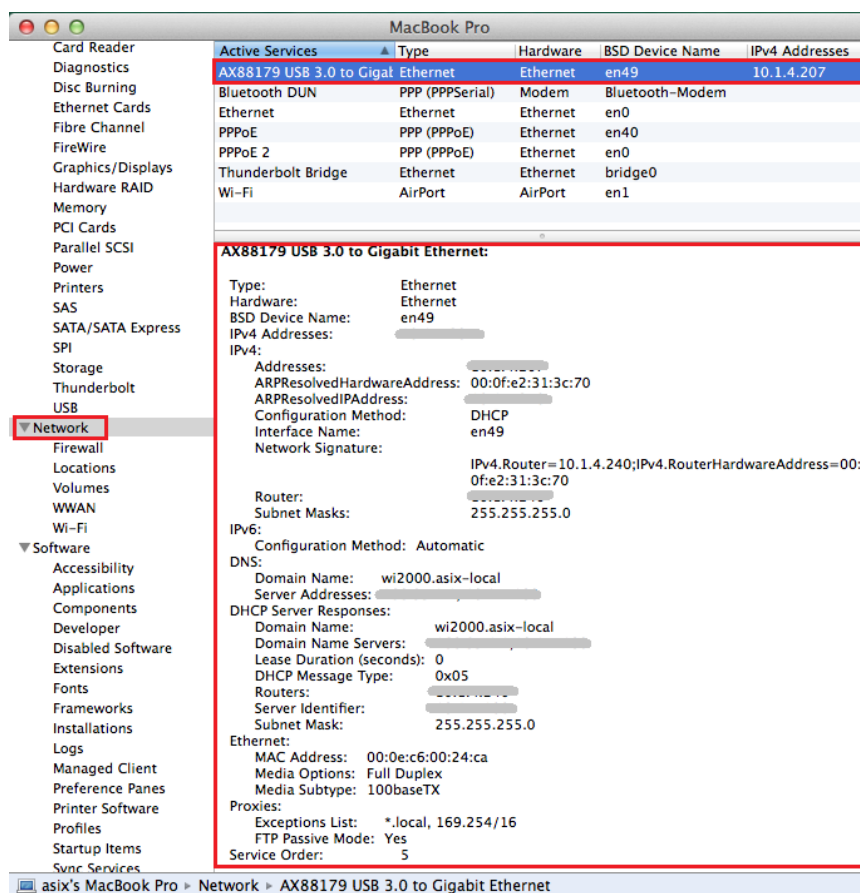 MacBook Pro
Card Reader
Diagnostics
Disc Burning
Ethernet Cards
Fibre Channel
FireWire
Graphics/Displays
Hardware RAID
Memory
PCI Cards
Parallel SCSI
Power
Printers
SAS
SATA/SATA Express
SPI
Storage
Thunderbolt
USB
Network
Firewall
Locations
Volumes
WWAN
Wi-Fi
Software
Accessibility
Applications
Components
Developer
Disabled Software
Extensions
Fonts
Frameworks
Installations
Logs
Managed Client
Preference Panes
Printer Software
Profiles
Startup Items
Sync Services
Active Services Type Hardware BSD Device Name IPv4 Addresses
AX88179 USB 3.0 to Gigab Ethernet Ethernet en49 10.1.4.207
Bluetooth DUN PPP (PPPSerial) Modem Bluetooth-Modem
Ethernet Ethernet Ethernet en0
PPPoE PPP (PPPoE) Ethernet en40
PPPoE 2 PPP (PPPoE) Ethernet en0
Thunderbolt Bridge Ethernet Ethernet bridge0
Wi-Fi AirPort AirPort en1
AX88179 USB 3.0 to Gigabit Ethernet:
Type: Ethernet
Hardware: Ethernet
BSD Device Name: en49
IPv4 Addresses:
IPv4:
Addresses:
ARPResolvedHardwareAddress: 00:0f:e2:31:3c:70
ARPResolvedIPAddress:
Configuration Method: DHCP
Interface Name: en49
Network Signature:
IPv4.Router=10.1.4.240;IPv4.RouterHardwareAddress=00:
0f:e2:31:3c:70
Router:
Subnet Masks: 255.255.255.0
IPv6:
Configuration Method: Automatic
DNS:
Domain Name: wi2000.asix-local
Server Addresses:
DHCP Server Responses:
Domain Name: wi2000.asix-local
Domain Name Servers:
Lease Duration (seconds): 0
DHCP Message Type: 0x05
Routers:
Server Identifier:
Subnet Mask: 255.255.255.0
Ethernet:
MAC Address: 00:0e:c6:00:24:ca
Media Options: Full Duplex
Media Subtype: 100baseTX
Proxies:
Exceptions List: *.local, 169.254/16
FTP Passive Mode: Yes
Service Order: 5
asix's MacBook Pro ▸ Network ▸ AX88179 USB 3.0 to Gigabit Ethernet